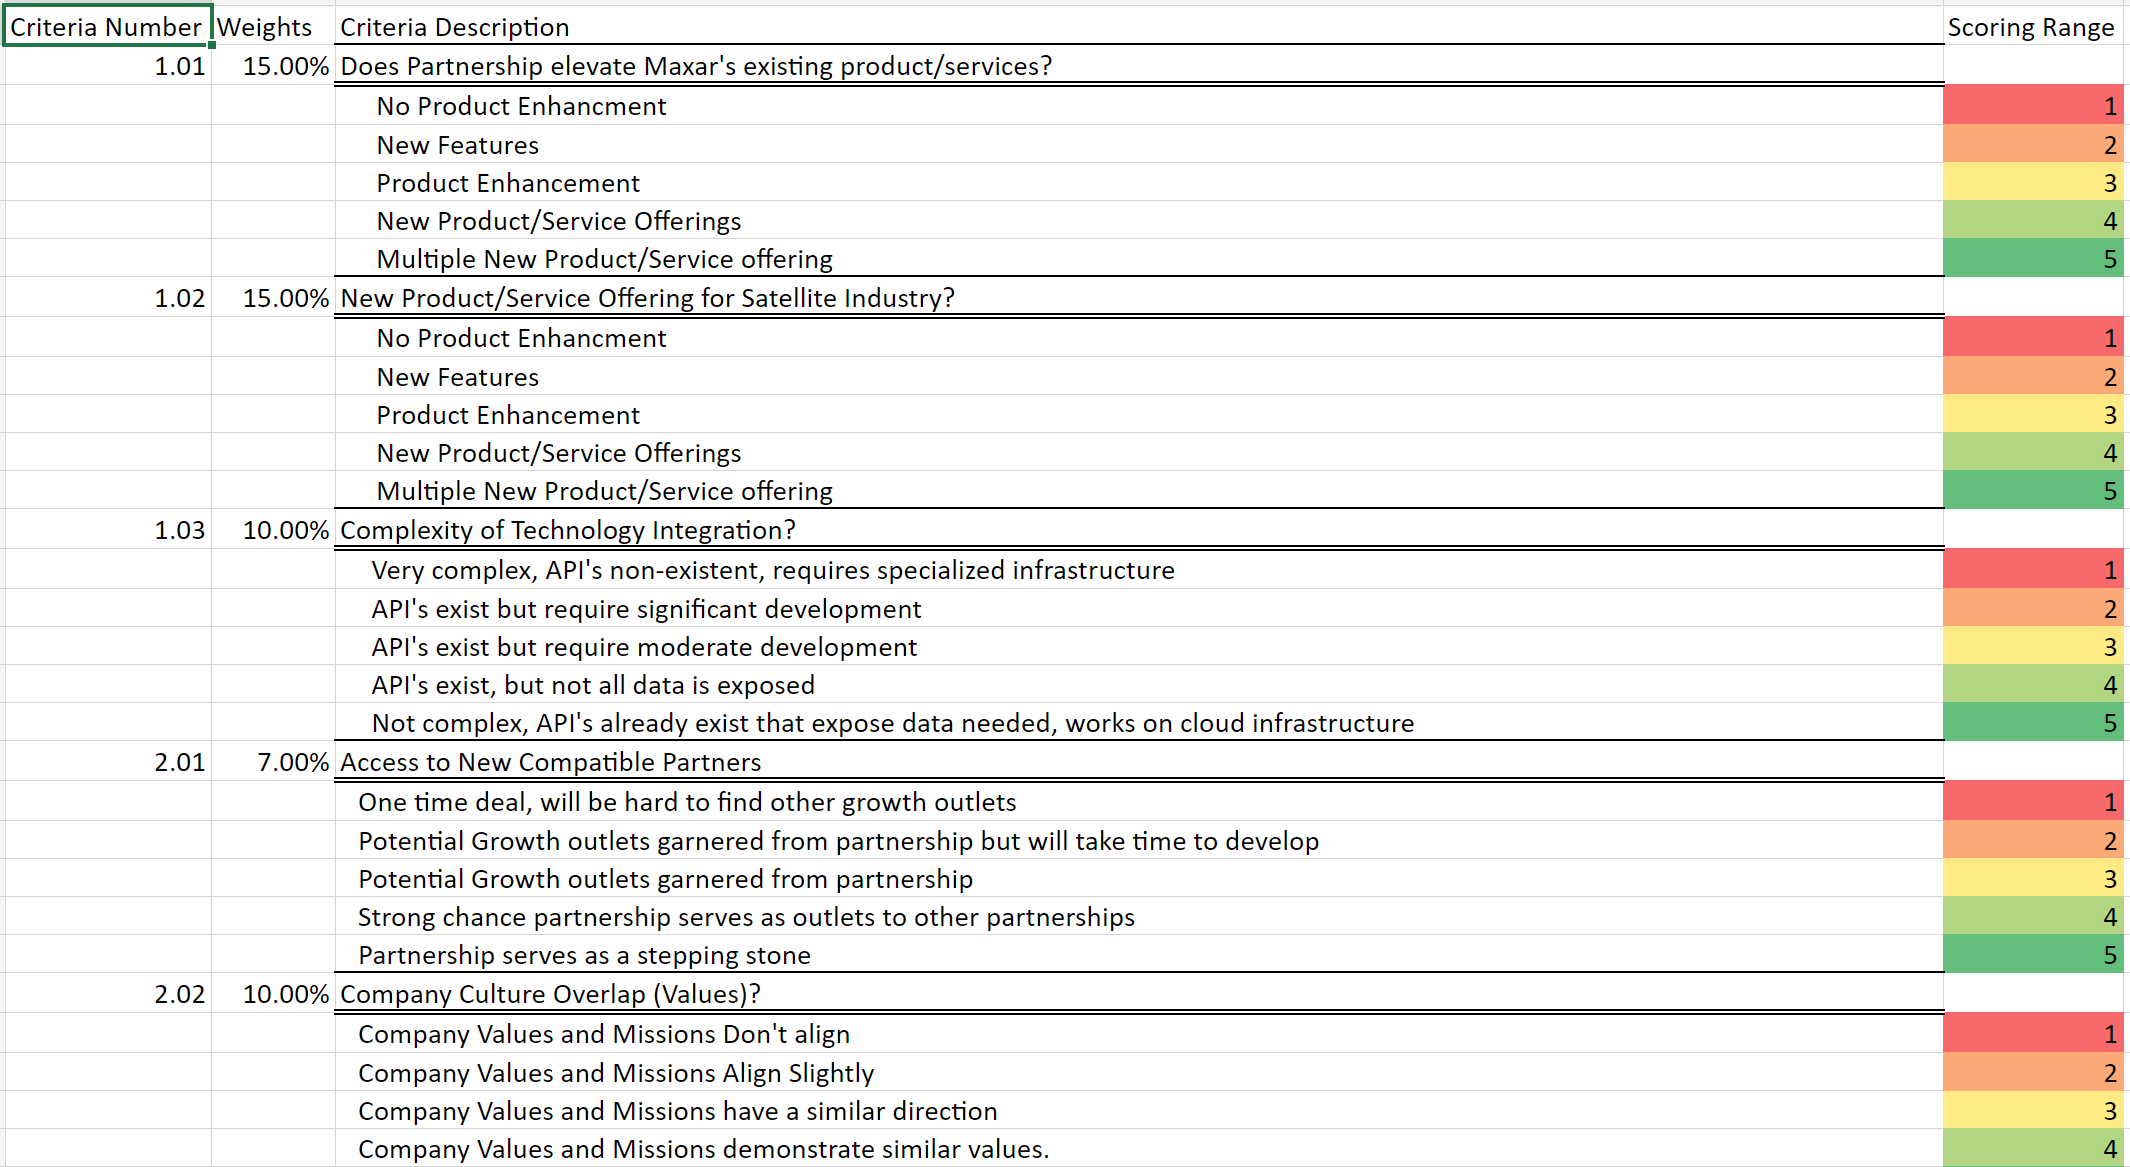 Criteria Number Weights Criteria Description Scoring Range
1.01 15.00% Does Partnership elevate Maxar's existing product/services?
No Product Enhancment 1
New Features 2
Product Enhancement 3
New Product/Service Offerings 4
Multiple New Product/Service offering 5
1.02 15.00% New Product/Service Offering for Satellite Industry?
No Product Enhancment 1
New Features 2
Product Enhancement 3
New Product/Service Offerings 4
Multiple New Product/Service offering 5
1.03 10.00% Complexity of Technology Integration?
Very complex, API's non-existent, requires specialized infrastructure 1
API's exist but require significant development 2
API's exist but require moderate development 3
API's exist, but not all data is exposed 4
Not complex, API's already exist that expose data needed, works on cloud infrastructure 5
2.01 7.00% Access to New Compatible Partners
One time deal, will be hard to find other growth outlets 1
Potential Growth outlets garnered from partnership but will take time to develop 2
Potential Growth outlets garnered from partnership 3
Strong chance partnership serves as outlets to other partnerships 4
Partnership serves as a stepping stone 5
2.02 10.00% Company Culture Overlap (Values)?
Company Values and Missions Don't align 1
Company Values and Missions Align Slightly 2
Company Values and Missions have a similar direction 3
Company Values and Missions demonstrate similar values. 4